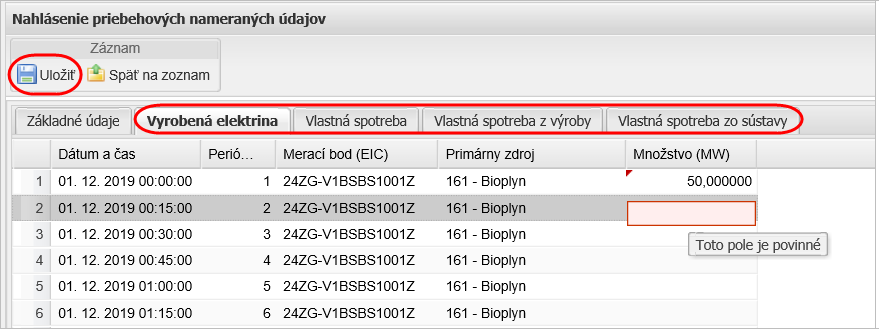 Nahlásenie priebehových nameraných údajov
Záznam
Uložiť Späť na zoznam
Základné údaje Vyrobená elektrina Vlastná spotreba Vlastná spotreba z výroby Vlastná spotreba zo sústavy
Dátum a čas Perió... Merací bod (EIC) Primárny zdroj Množstvo (MW)
1 01. 12. 2019 00:00:00 1 24ZG-V1BSBS1001Z 161 - Bioplyn 50,000000
2 01. 12. 2019 00:15:00 2 24ZG-V1BSBS1001Z 161 - Bioplyn
3 01. 12. 2019 00:30:00 3 24ZG-V1BSBS1001Z 161 - Bioplyn
Toto pole je povinné
4 01. 12. 2019 00:45:00 4 24ZG-V1BSBS1001Z 161 - Bioplyn
5 01. 12. 2019 01:00:00 5 24ZG-V1BSBS1001Z 161 - Bioplyn
6 01. 12. 2019 01:15:00 6 24ZG-V1BSBS1001Z 161 - Bioplyn